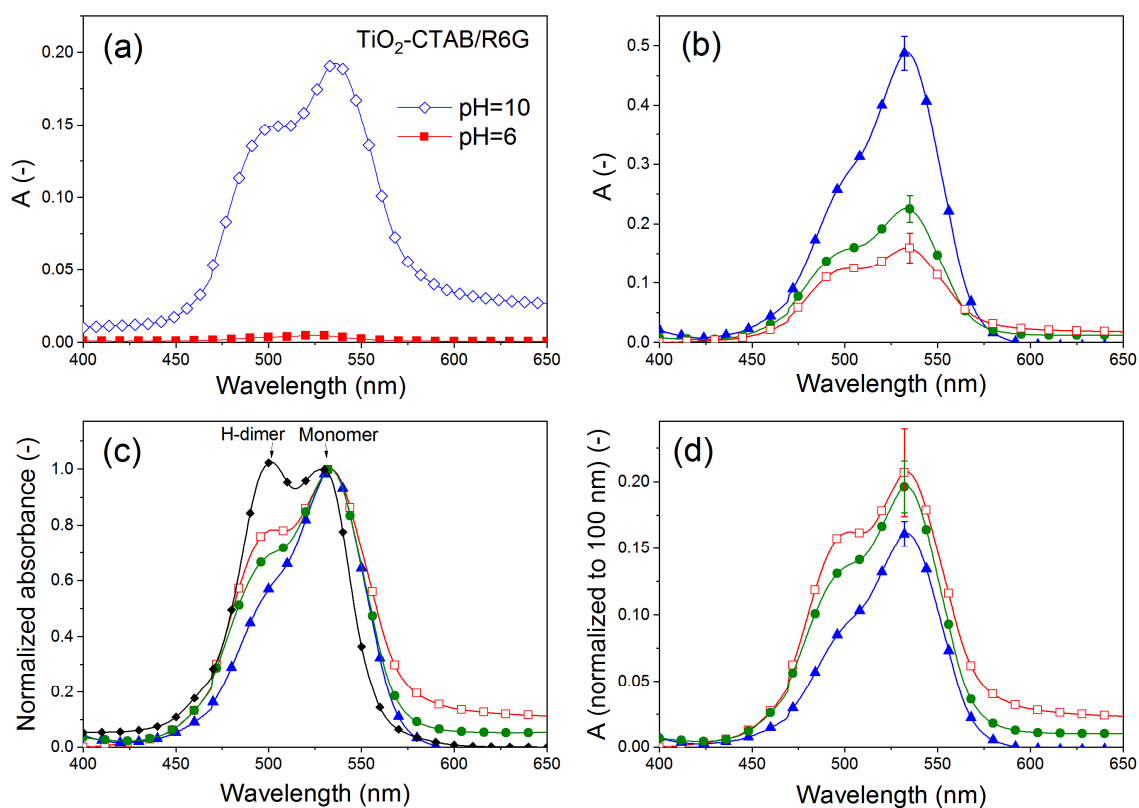 (a)
TiO2-CTAB/R6G
pH=10
pH=6
A (-)
0.20
0.15
0.10
0.05
0.00
400 450 500 550 600 650
Wavelength (nm)
(b)
A (-)
0.5
0.4
0.3
0.2
0.1
0.0
400 450 500 550 600 650
Wavelength (nm)
(c)
H-dimer Monomer
Normalized absorbance (-)
1.0
0.8
0.6
0.4
0.2
0.0
400 450 500 550 600 650
Wavelength (nm)
(d)
A (normalized to 100 nm) (-)
0.20
0.15
0.10
0.05
0.00
400 450 500 550 600 650
Wavelength (nm)